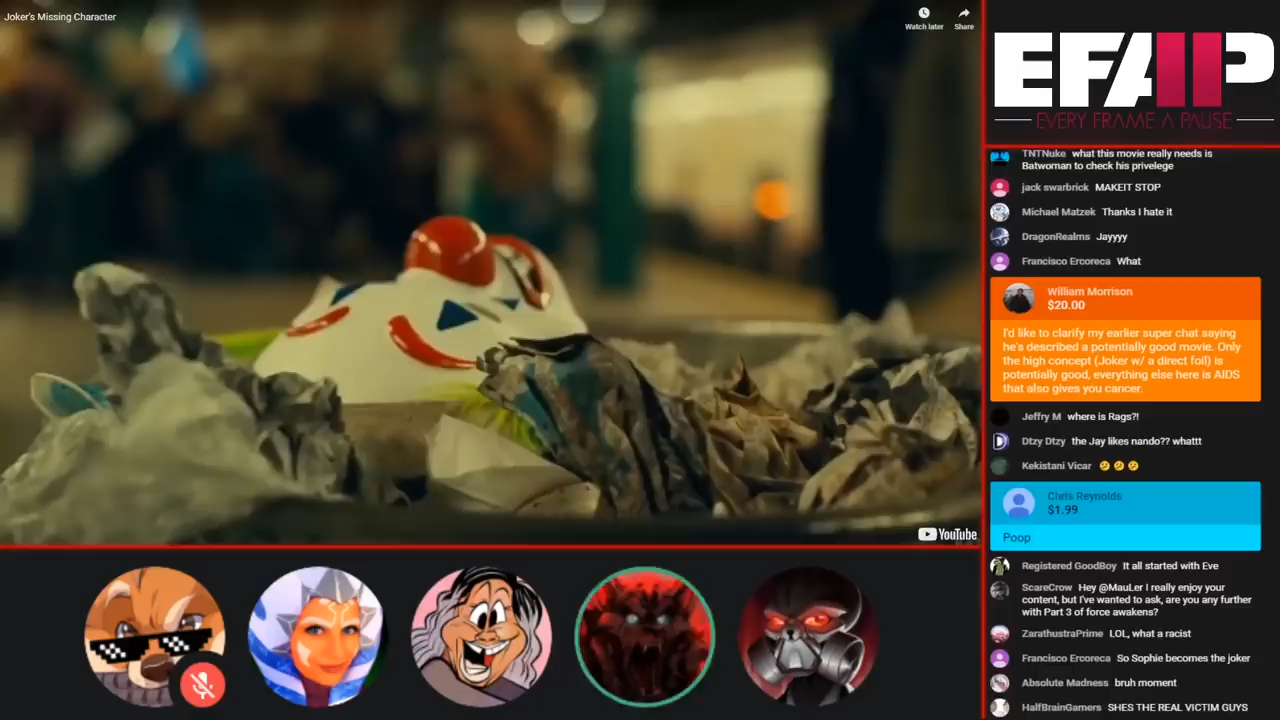 Joker's Missing Character
Watch later
Share
YouTube
EFAP
EVERY FRAME A PAUSE
TNTNuke what this movie really needs is
Batwoman to check his privelege
jack swarbrick MAKEIT STOP
Michael Matzek Thanks I hate it
DragonRealms Jayyyy
Francisco Ercoreca What
William Morrison
$20.00
I'd like to clarify my earlier super chat saying
he's described a potentially good movie. Only
the high concept (Joker w/ a direct foil) is
potentially good, everything else here is AIDS
that also gives you cancer.
Jeffry M where is Rags?!
Dtzy Dtzy the Jay likes nando?? whattt
Kekistani Vicar
Chris Reynolds
$1.99
Poop
Registered GoodBoy It all started with Eve
ScareCrow Hey @MauLer I really enjoy your
content, but I've wanted to ask, are you any further
with Part 3 of force awakens?
ZarathustraPrime LOL, what a racist
Francisco Ercoreca So Sophie becomes the joker
Absolute Madness bruh moment
HalfBrainGamers SHES THE REAL VICTIM GUYS